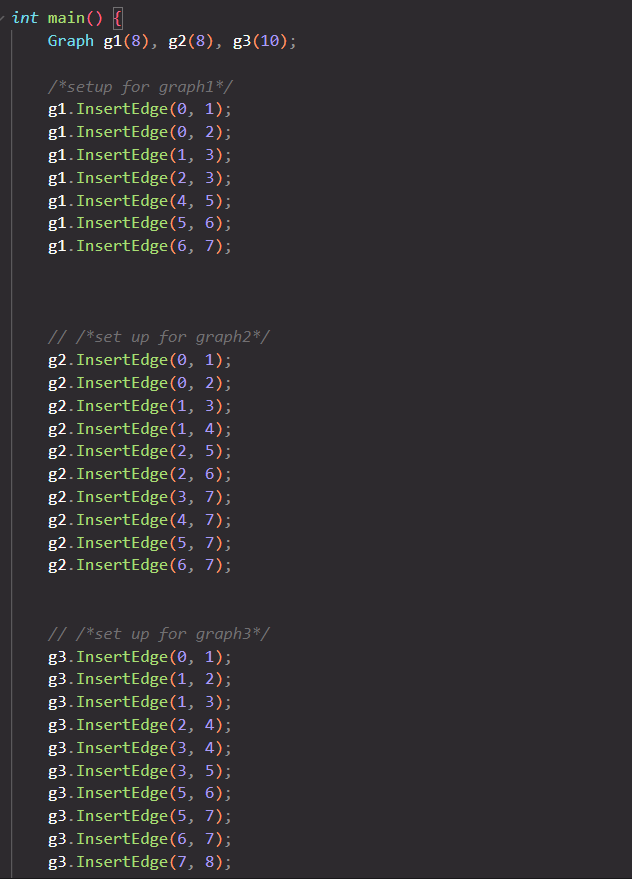 int main() {
Graph g1(8), g2(8), g3(10);
/*setup for graph1*/
g1.InsertEdge(0, 1);
g1.InsertEdge(0, 2);
g1.InsertEdge(1, 3);
g1.InsertEdge(2, 3);
g1.InsertEdge(4, 5);
g1.InsertEdge(5, 6);
g1.InsertEdge(6, 7);
// /*set up for graph2*/
g2.InsertEdge(0, 1);
g2.InsertEdge(0, 2);
g2.InsertEdge(1, 3);
g2.InsertEdge(1, 4);
g2.InsertEdge(2, 5);
g2.InsertEdge(2, 6);
g2.InsertEdge(3, 7);
g2.InsertEdge(4, 7);
g2.InsertEdge(5, 7);
g2.InsertEdge(6, 7);
// /*set up for graph3*/
g3.InsertEdge(0, 1);
g3.InsertEdge(1, 2);
g3.InsertEdge(1, 3);
g3.InsertEdge(2, 4);
g3.InsertEdge(3, 4);
g3.InsertEdge(3, 5);
g3.InsertEdge(5, 6);
g3.InsertEdge(5, 7);
g3.InsertEdge(6, 7);
g3.InsertEdge(7, 8);